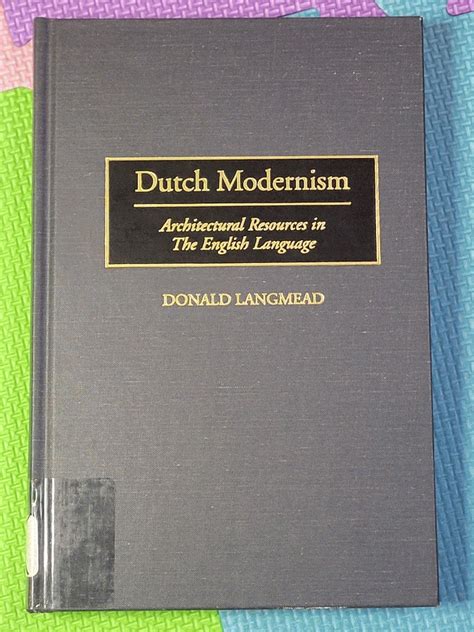 Dutch Modernism
Architectural Resources in
The English Language
DONALD LANGMEAD